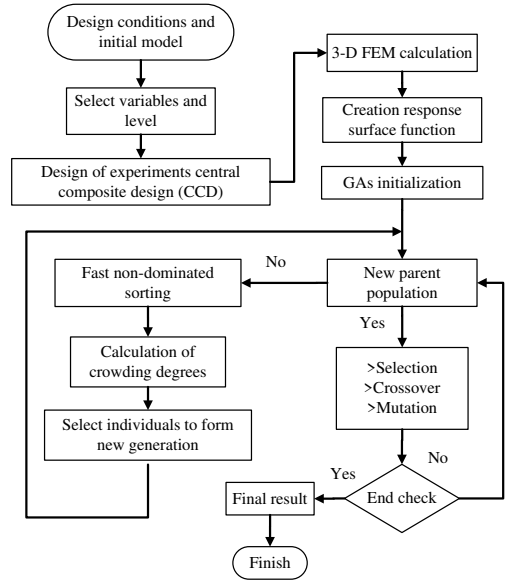 Design conditions and
initial model
Select variables and
level
Design of experiments central
composite design (CCD)
3-D FEM calculation
Creation response
surface function
GAs initialization
New parent
population
No
Fast non-dominated
sorting
Calculation of
crowding degrees
Select individuals to form
new generation
Yes
>Selection
>Crossover
>Mutation
No
End check
Yes
Final result
Finish